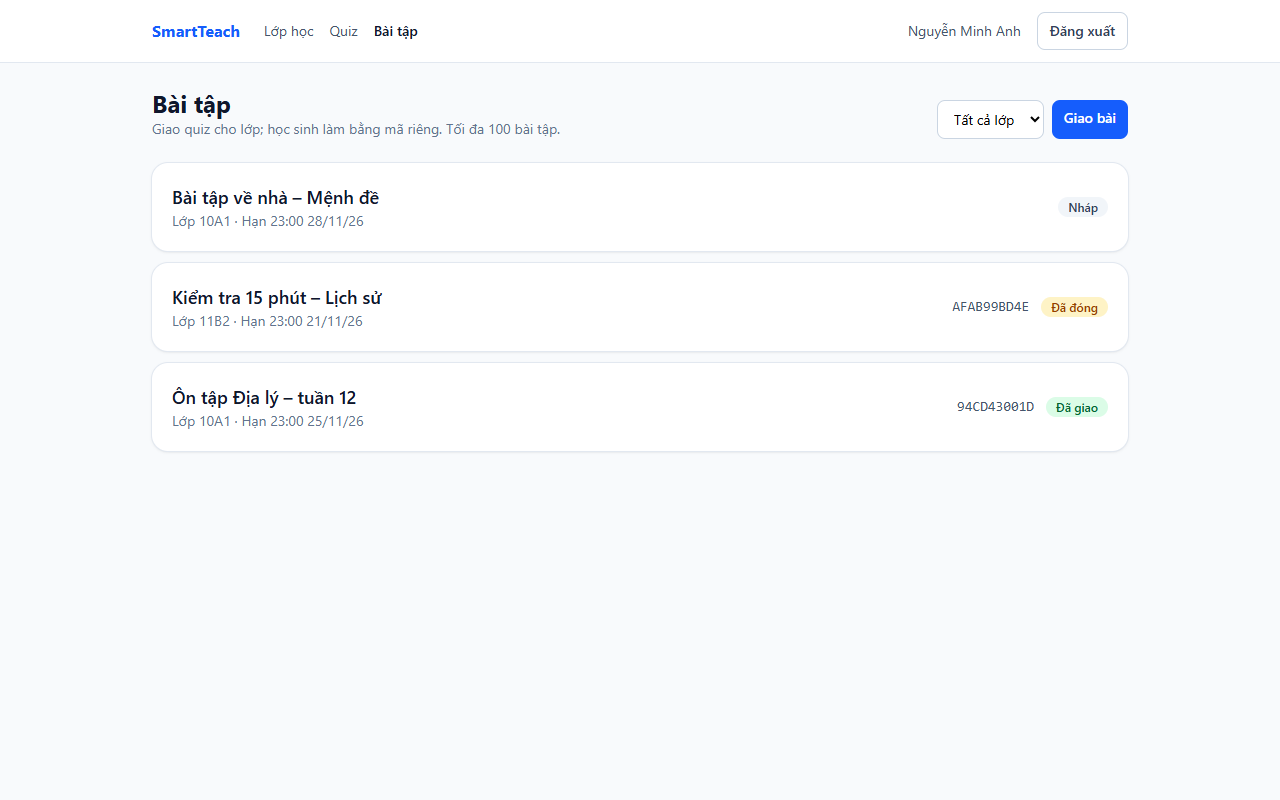 SmartTeach Lớp học Quiz Bài tập Nguyễn Minh Anh Đăng xuất
Bài tập
Giao quiz cho lớp; học sinh làm bằng mã riêng. Tối đa 100 bài tập.
Tất cả lớp Giao bài
Bài tập về nhà – Mệnh đề
Lớp 10A1 · Hạn 23:00 28/11/26
Nháp
Kiểm tra 15 phút – Lịch sử
Lớp 11B2 · Hạn 23:00 21/11/26
AFAB99BD4E Đã đóng
Ôn tập Địa lý – tuần 12
Lớp 10A1 · Hạn 23:00 25/11/26
94CD43001D Đã giao